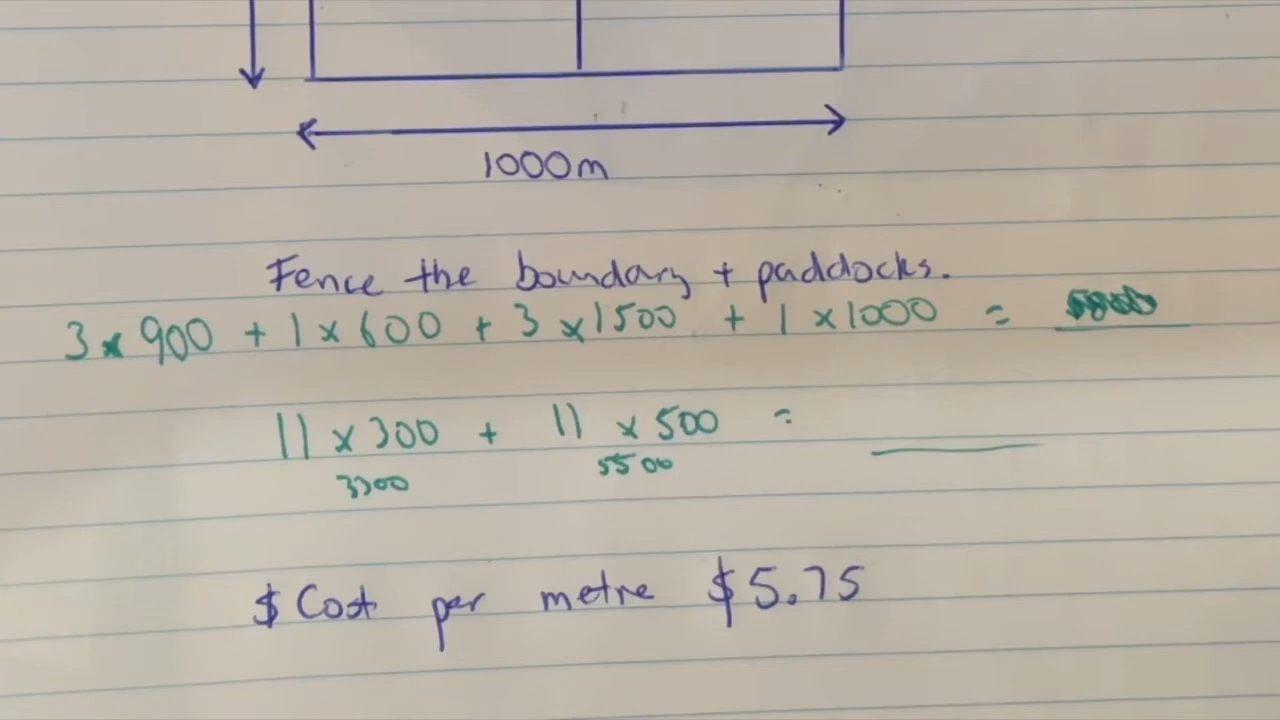 1000m
Fence the boundary + paddocks.
3 x 900 + 1 x 600 + 3 x 1500 + 1 x 1000 =
11 x 300 + 11 x 500 =
3300 5500
$ Cost per metre $5.75